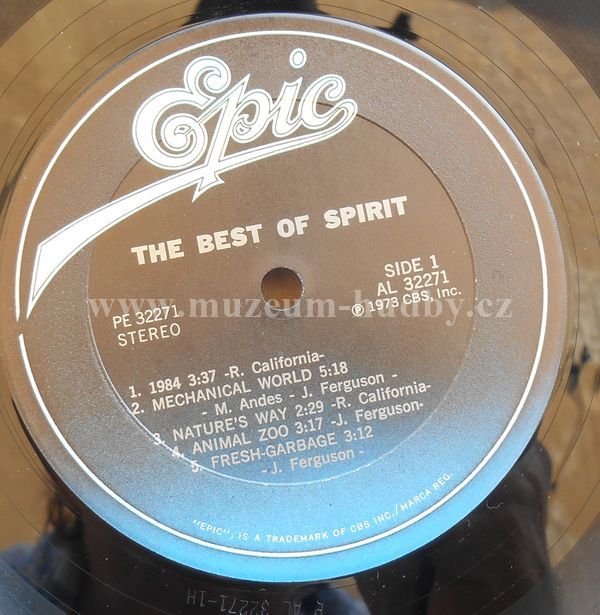 Epic
THE BEST OF SPIRIT
SIDE 1
AL 32271
℗ 1973 CBS, Inc.
PE 32271
STEREO
www.muzeum-hudby.cz
1. 1984 3:37 -R. California-
2. MECHANICAL WORLD 5:18
- M. Andes - J. Ferguson -
3. NATURE'S WAY 2:29 -R. California-
4. ANIMAL ZOO 3:17 -J. Ferguson-
5. FRESH-GARBAGE 3:12
-J. Ferguson -
"EPIC", IS A TRADEMARK OF CBS INC./MARCA REG.
P AL 32271-1H